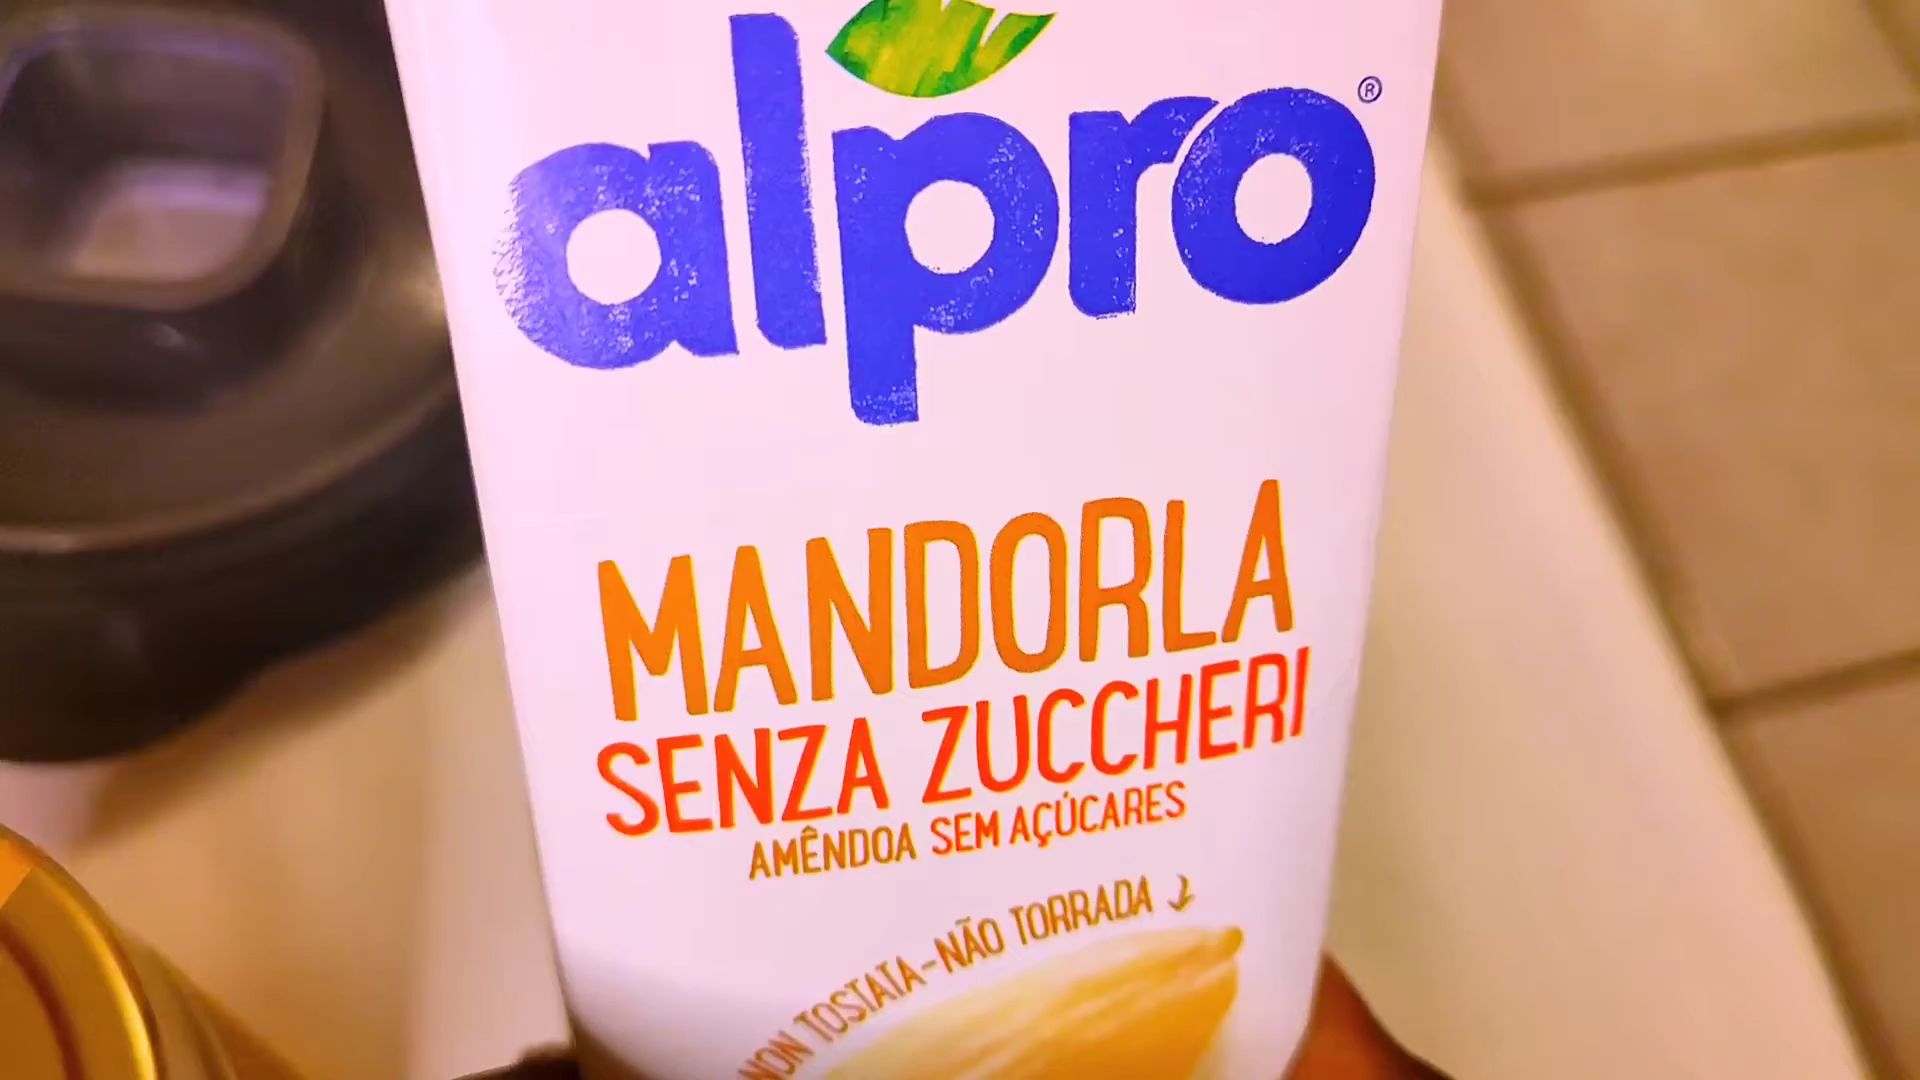 alpro®
MANDORLA
SENZA ZUCCHERI
AMÊNDOA SEM AÇÚCARES
NON TOSTATA-NÃO TORRADA